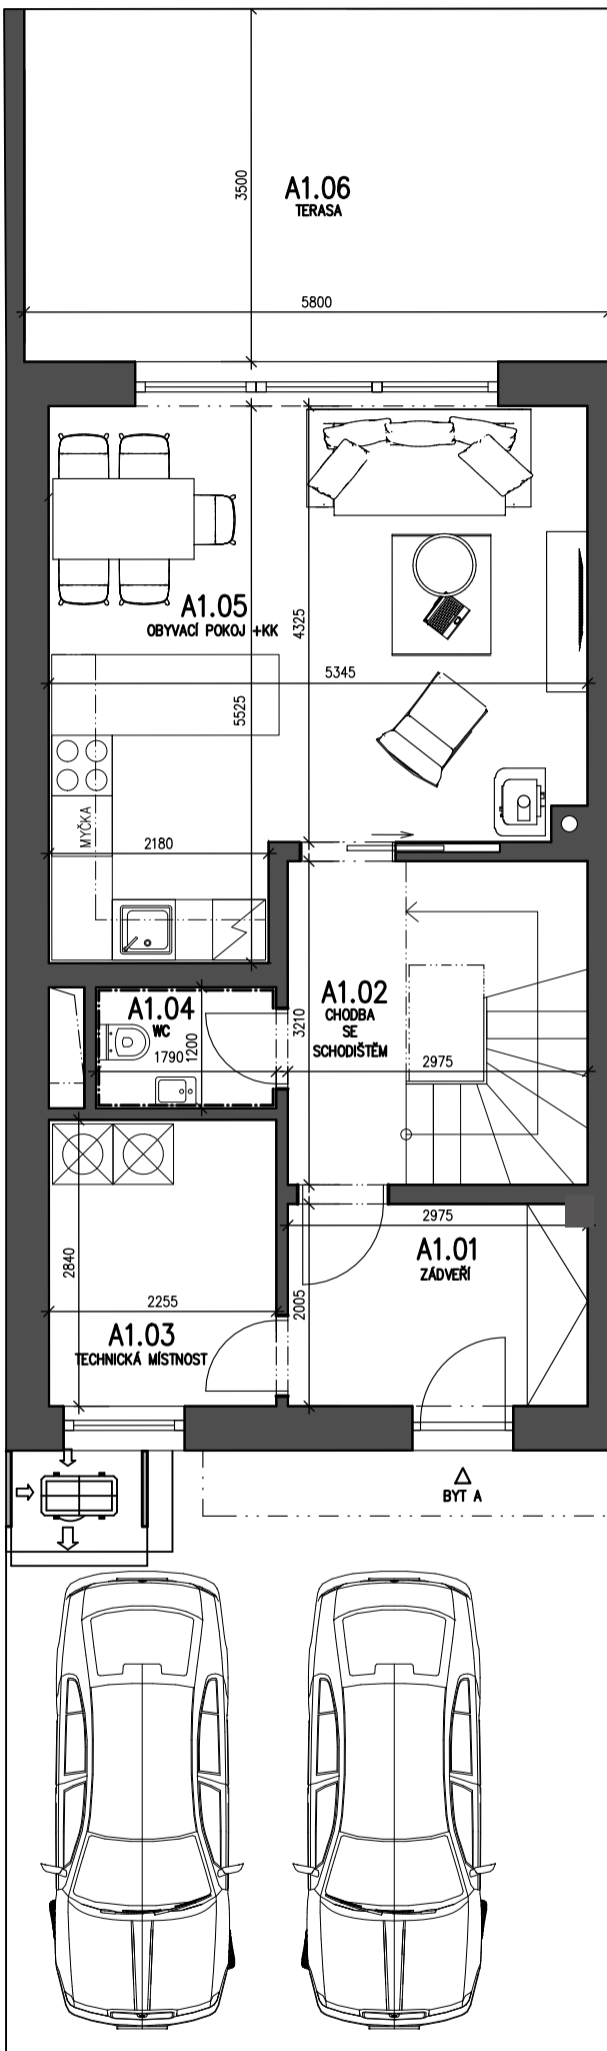 3500
A1.06
TERASA
5800
A1.05
OBYVACÍ POKOJ +KK
4325
5345
5525
MYČKA
2180
A1.04
WC
1790
1200
A1.02
CHODBA
SE
SCHODIŠTĚM
3210
2975
2975
A1.01
ZÁDVEŘÍ
2840
2255
2005
A1.03
TECHNICKÁ MÍSTNOST
BYT A